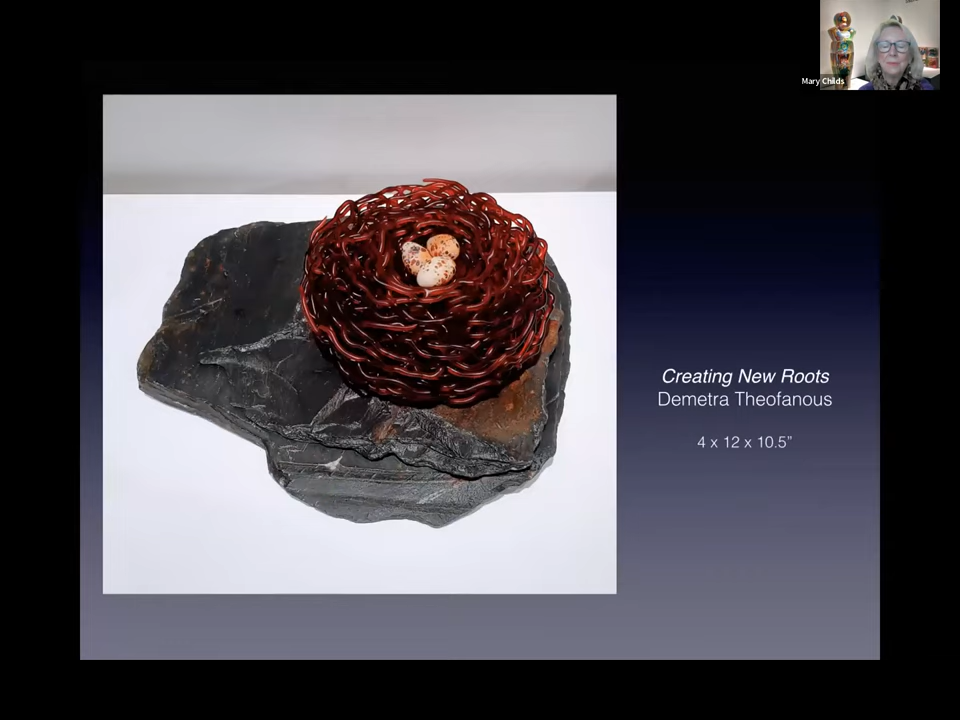 Mary Childs
Creating New Roots
Demetra Theofanous
4 x 12 x 10.5”